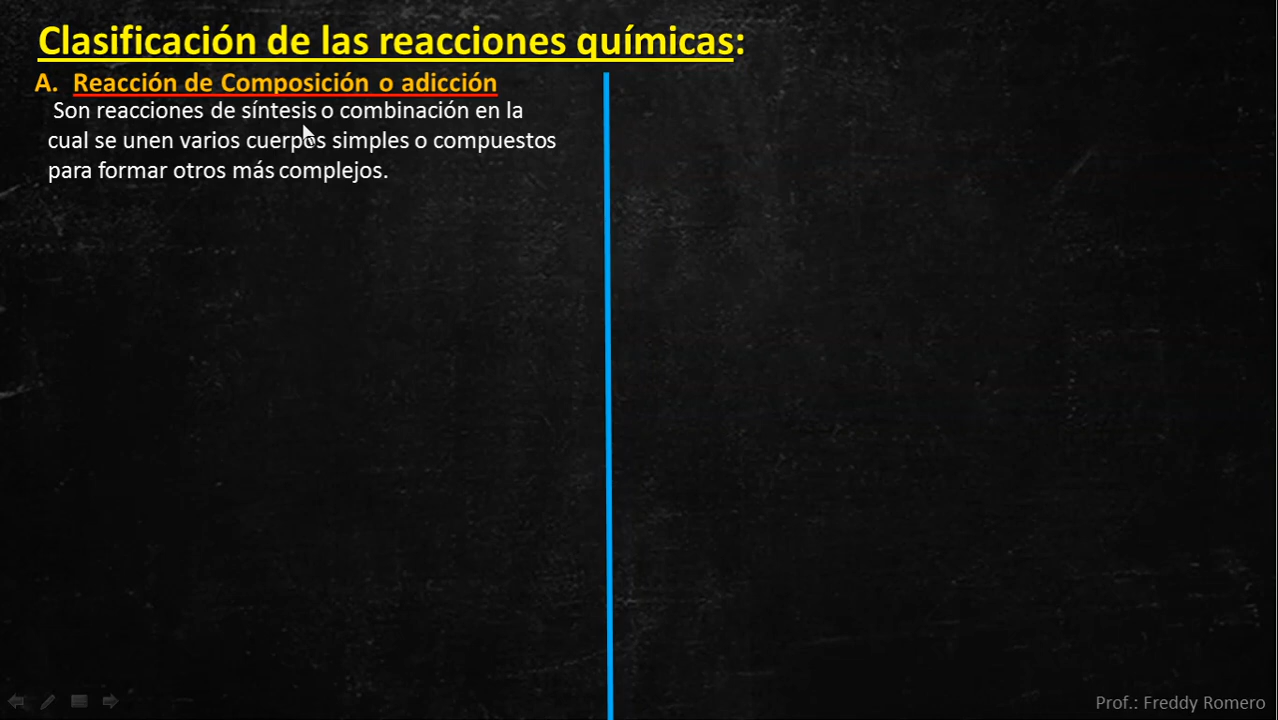 Clasificación de las reacciones químicas:
A. Reacción de Composición o adicción
Son reacciones de síntesis o combinación en la
cual se unen varios cuerpos simples o compuestos
para formar otros más complejos.
Prof.: Freddy Romero